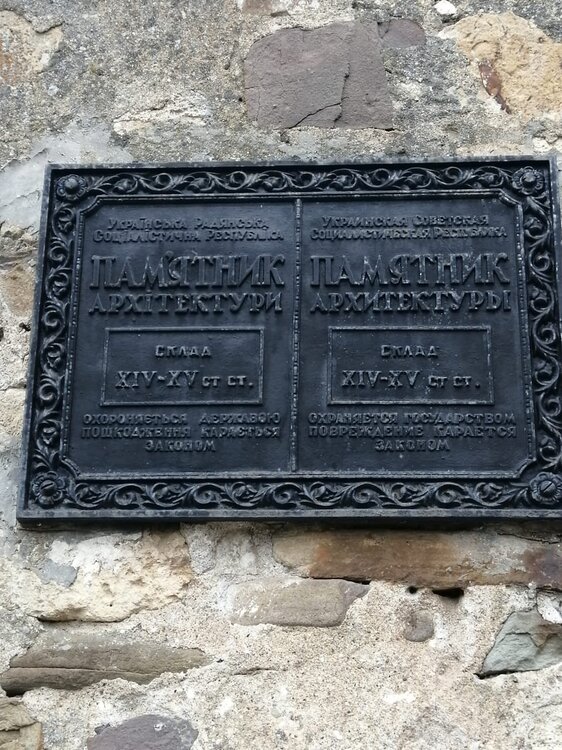 Українська Радянська
Соціалістична Республіка
ПАМ'ЯТНИК
АРХІТЕКТУРИ
СКЛАД
XIV-XV СТ СТ.
ОХОРОНЯЄТЬСЯ ДЕРЖАВОЮ
ПОШКОДЖЕННЯ КАРАЄТЬСЯ
ЗАКОНОМ
Украинская Советская
Социалистическая Республика
ПАМЯТНИК
АРХИТЕКТУРЫ
СКЛАД
XIV-XV СТ СТ.
ОХРАНЯЕТСЯ ГОСУДАРСТВОМ
ПОВРЕЖДЕНИЕ КАРАЕТСЯ
ЗАКОНОМ